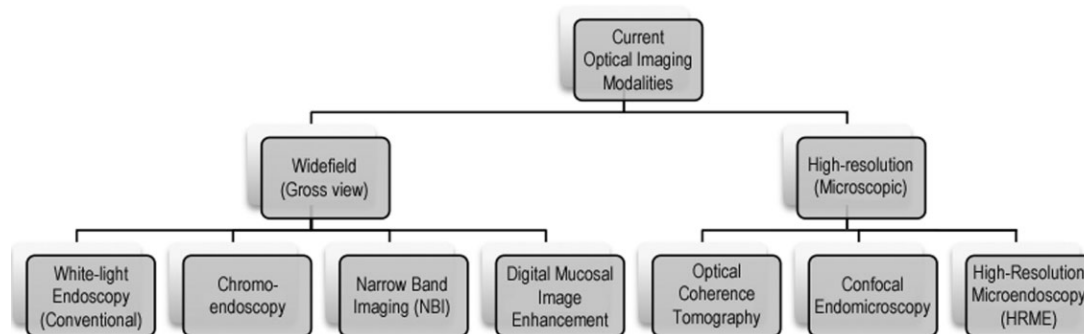 Current
Optical Imaging
Modalities
Widefield
(Gross view)
High-resolution
(Microscopic)
White-light
Endoscopy
(Conventional)
Chromo-
endoscopy
Narrow Band
Imaging (NBI)
Digital Mucosal
Image
Enhancement
Optical
Coherence
Tomography
Confocal
Endomicroscopy
High-Resolution
Microendoscopy
(HRME)